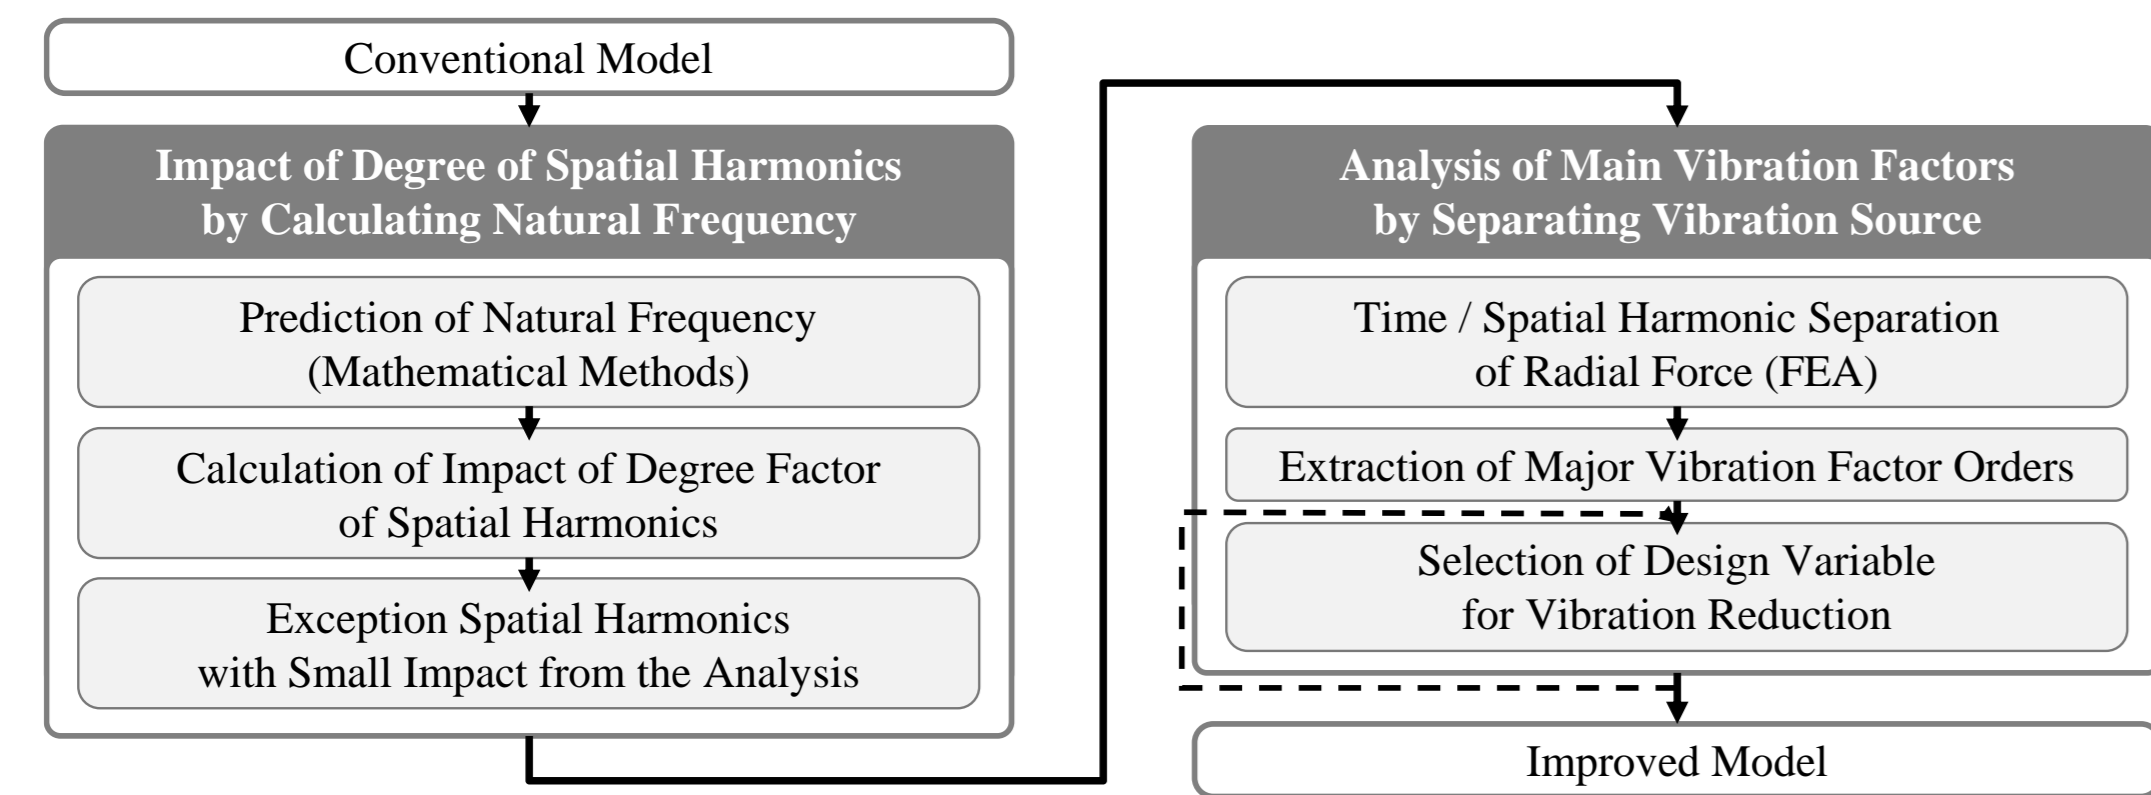 Conventional Model
Impact of Degree of Spatial Harmonics
by Calculating Natural Frequency
Prediction of Natural Frequency
(Mathematical Methods)
Calculation of Impact of Degree Factor
of Spatial Harmonics
Exception Spatial Harmonics
with Small Impact from the Analysis
Analysis of Main Vibration Factors
by Separating Vibration Source
Time / Spatial Harmonic Separation
of Radial Force (FEA)
Extraction of Major Vibration Factor Orders
Selection of Design Variable
for Vibration Reduction
Improved Model